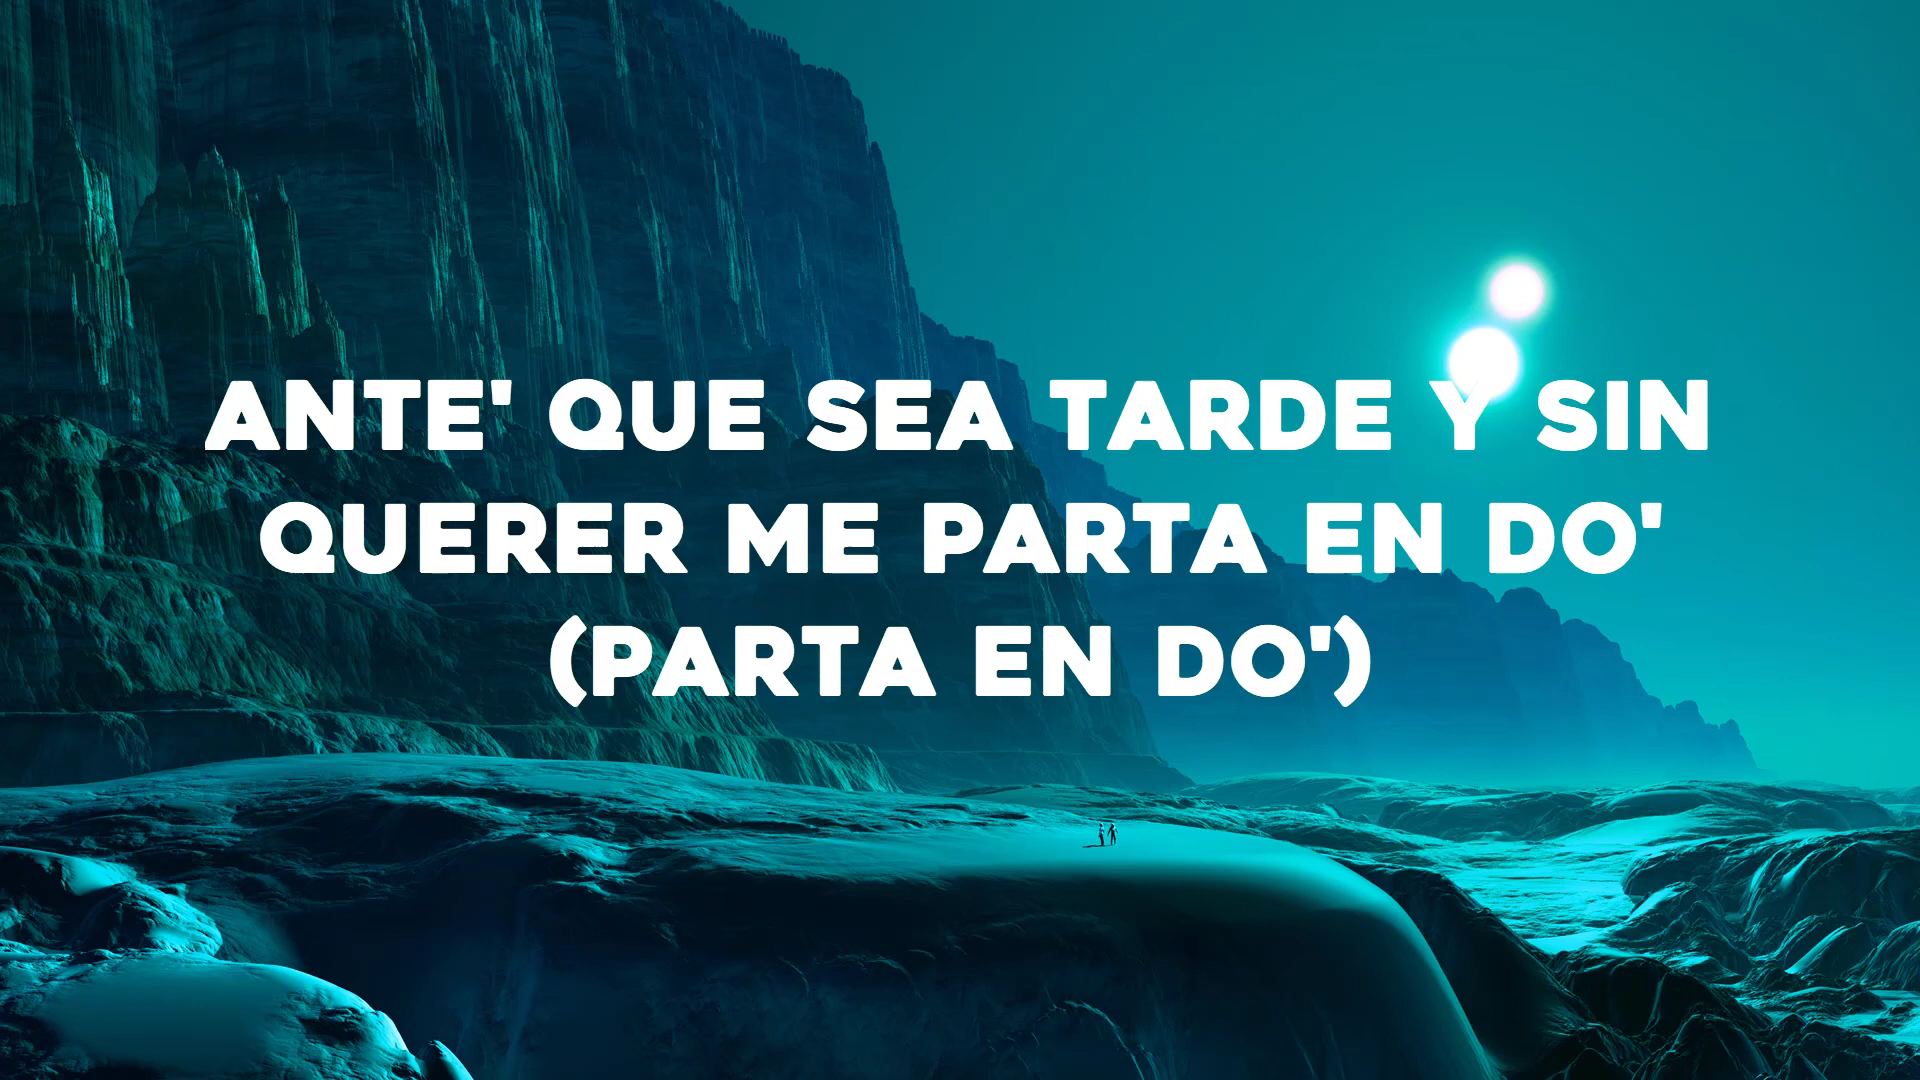 ANTE' QUE SEA TARDE Y SIN
QUERER ME PARTA EN DO'
(PARTA EN DO')